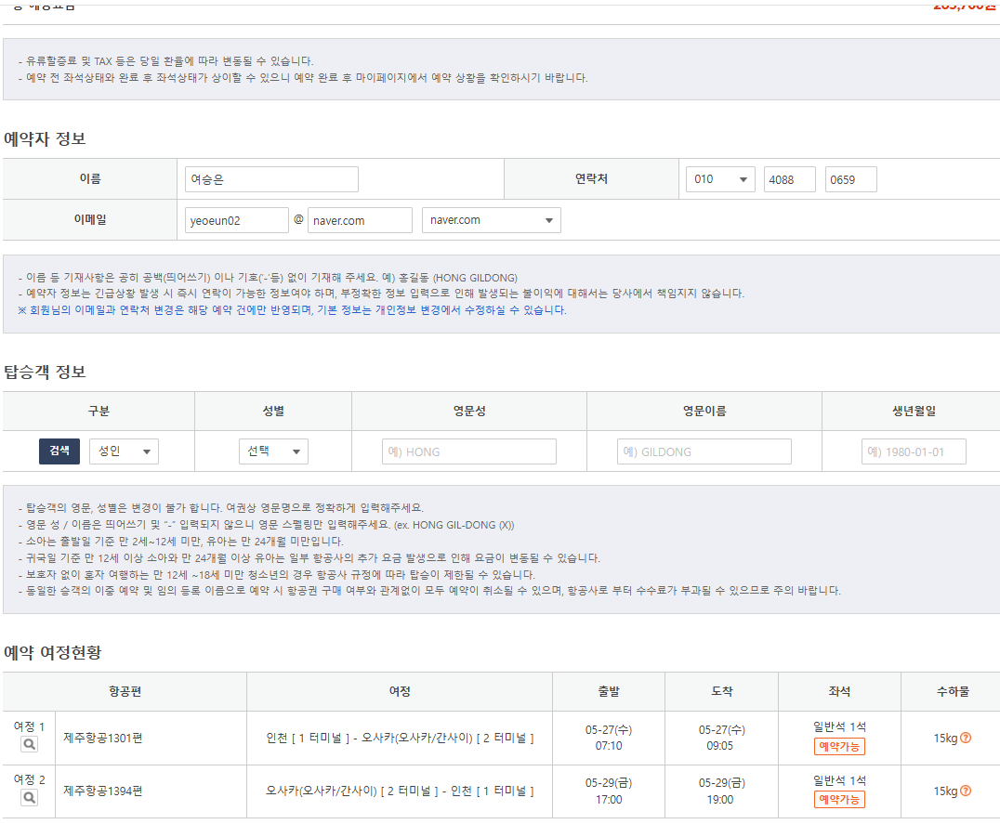 - 유류할증료 및 TAX 등은 당일 환율에 따라 변동될 수 있습니다.
- 예약 전 좌석상태와 완료 후 좌석상태가 상이할 수 있으니 예약 완료 후 마이페이지에서 예약 상황을 확인하시기 바랍니다.
예약자 정보
이름 여승은 연락처 010 4088 0659
이메일 yeoeun02 @ naver.com naver.com
- 이름 등 기재사항은 공히 공백(띄어쓰기) 이나 기호('-'등) 없이 기재해 주세요. 예) 홍길동 (HONG GILDONG)
- 예약자 정보는 긴급상황 발생 시 즉시 연락이 가능한 정보여야 하며, 부정확한 정보 입력으로 인해 발생되는 불이익에 대해서는 당사에서 책임지지 않습니다.
※ 회원님의 이메일과 연락처 변경은 해당 예약 건에만 반영되며, 기본 정보는 개인정보 변경에서 수정하실 수 있습니다.
탑승객 정보
구분 성별 영문성 영문이름 생년월일
검색 성인 선택 예) HONG 예) GILDONG 예) 1980-01-01
- 탑승객의 영문, 성별은 변경이 불가 합니다. 여권상 영문명으로 정확하게 입력해주세요.
- 영문 성 / 이름은 띄어쓰기 및 "-" 입력되지 않으니 영문 스펠링만 입력해주세요. (ex. HONG GIL-DONG (X))
- 소아는 출발일 기준 만 2세~12세 미만, 유아는 만 24개월 미만입니다.
- 귀국일 기준 만 12세 이상 소아와 만 24개월 이상 유아는 일부 항공사의 추가 요금 발생으로 인해 요금이 변동될 수 있습니다.
- 보호자 없이 혼자 여행하는 만 12세 ~18세 미만 청소년의 경우 항공사 규정에 따라 탑승이 제한될 수 있습니다.
- 동일한 승객의 이중 예약 및 임의 등록 이름으로 예약 시 항공권 구매 여부와 관계없이 모두 예약이 취소될 수 있으며, 항공사로 부터 수수료가 부과될 수 있으므로 주의 바랍니다.
예약 여정현황
항공편 여정 출발 도착 좌석 수하물
여정 1 제주항공1301편 인천 [ 1 터미널 ] - 오사카(오사카/간사이) [ 2 터미널 ] 05-27(수) 07:10 05-27(수) 09:05 일반석 1석 예약가능 15kg
여정 2 제주항공1394편 오사카(오사카/간사이) [ 2 터미널 ] - 인천 [ 1 터미널 ] 05-29(금) 17:00 05-29(금) 19:00 일반석 1석 예약가능 15kg